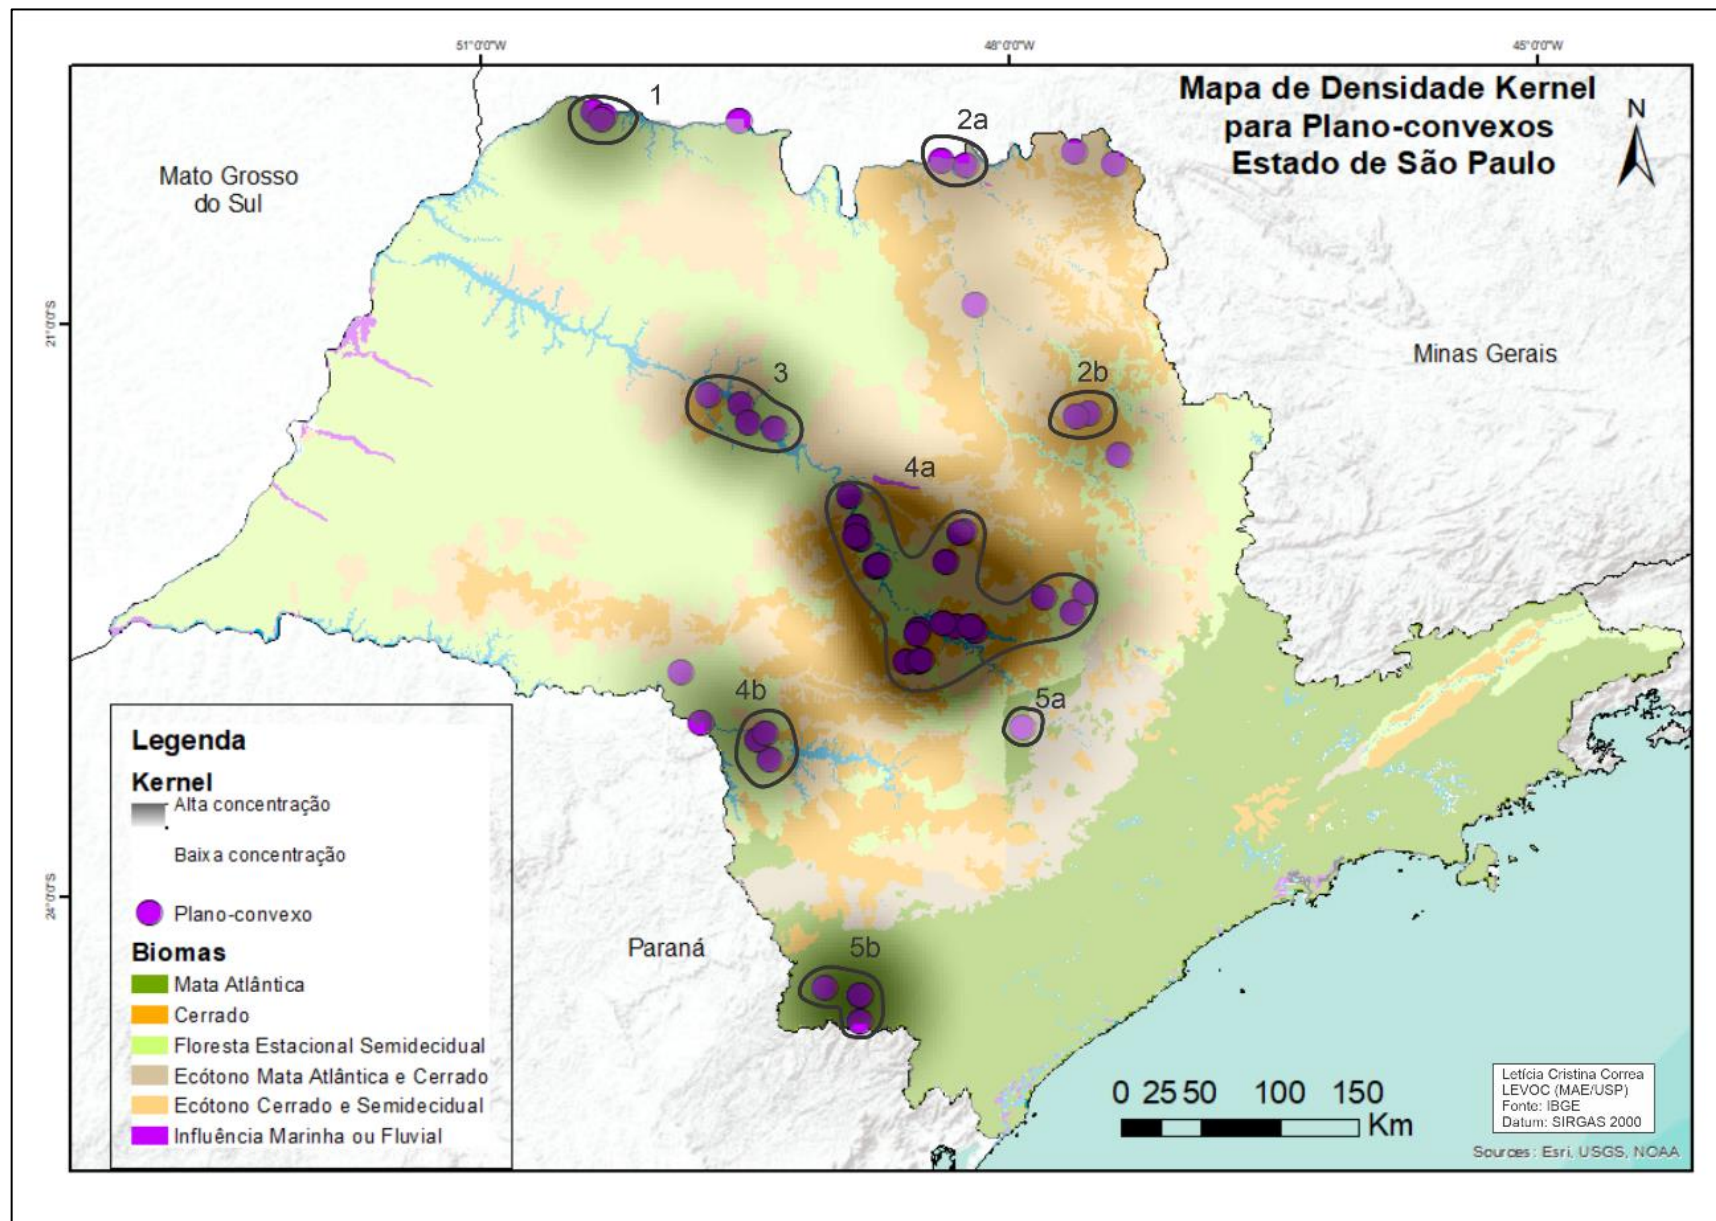 51°0'0"W
48°0'0"W
45°0'0"W
Mapa de Densidade Kernel
para Plano-convexos
Estado de São Paulo
N
1
2a
Mato Grosso
do Sul
21°0'0"S
Minas Gerais
3
2b
4a
4b
5a
Legenda
Kernel
Alta concentração
Baixa concentração
24°0'0"S
Plano-convexo
Paraná
5b
Biomas
Mata Atlântica
Cerrado
Floresta Estacional Semidecidual
Ecótono Mata Atlântica e Cerrado
Ecótono Cerrado e Semidecidual
Influência Marinha ou Fluvial
0 25 50 100 150
Km
Letícia Cristina Correa
LEVOC (MAE/USP)
Fonte: IBGE
Datum: SIRGAS 2000
Sources: Esri, USGS, NOAA